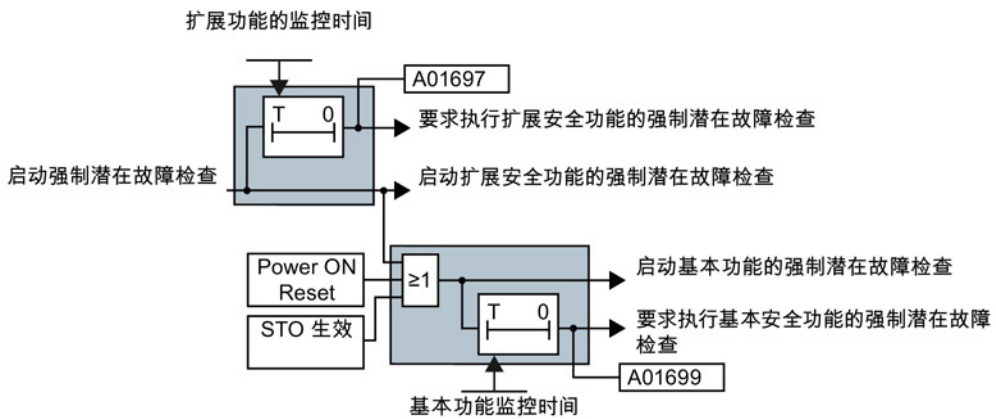 扩展功能的监控时间
A01697
T 0
要求执行扩展安全功能的强制潜在故障检查
启动强制潜在故障检查
启动扩展安全功能的强制潜在故障检查
Power ON
Reset
≥1
启动基本功能的强制潜在故障检查
T 0
STO 生效
要求执行基本安全功能的强制潜在故障
检查
A01699
基本功能监控时间